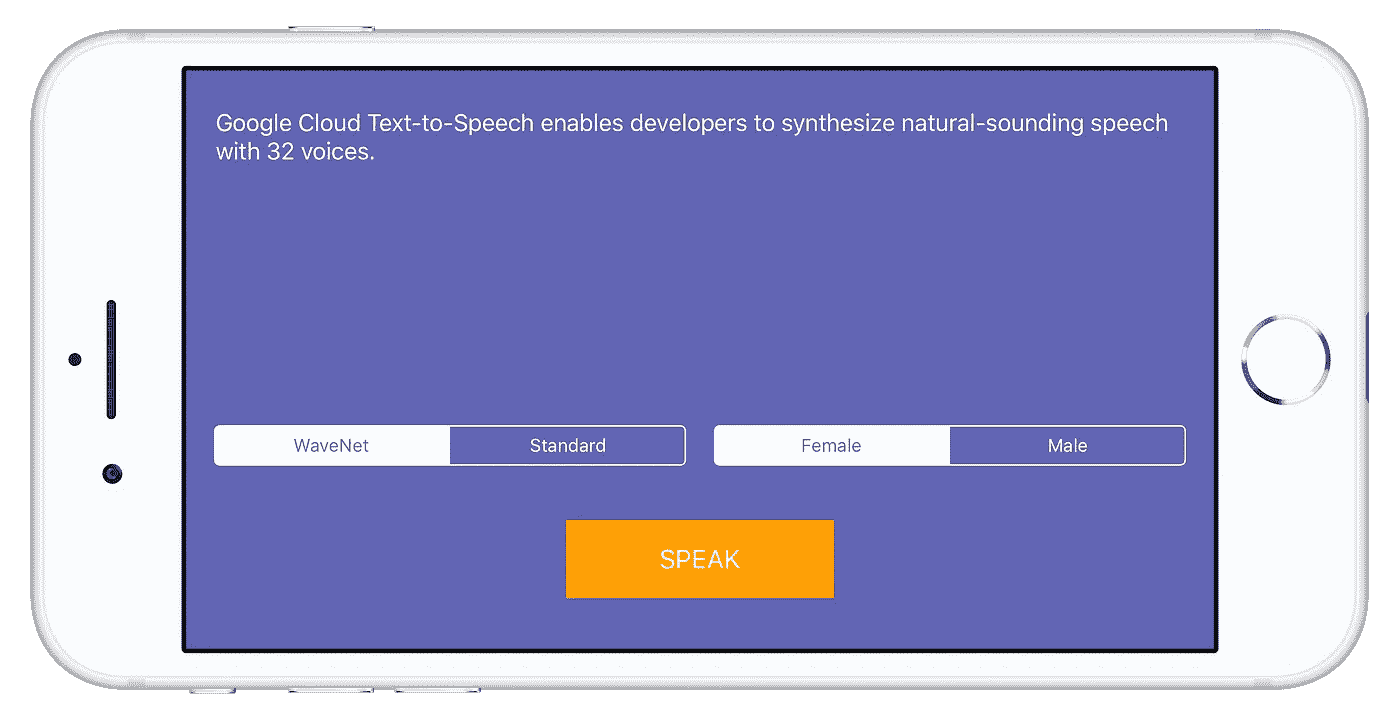 Google Cloud Text-to-Speech enables developers to synthesize natural-sounding speech
with 32 voices.
WaveNet Standard Female Male
SPEAK